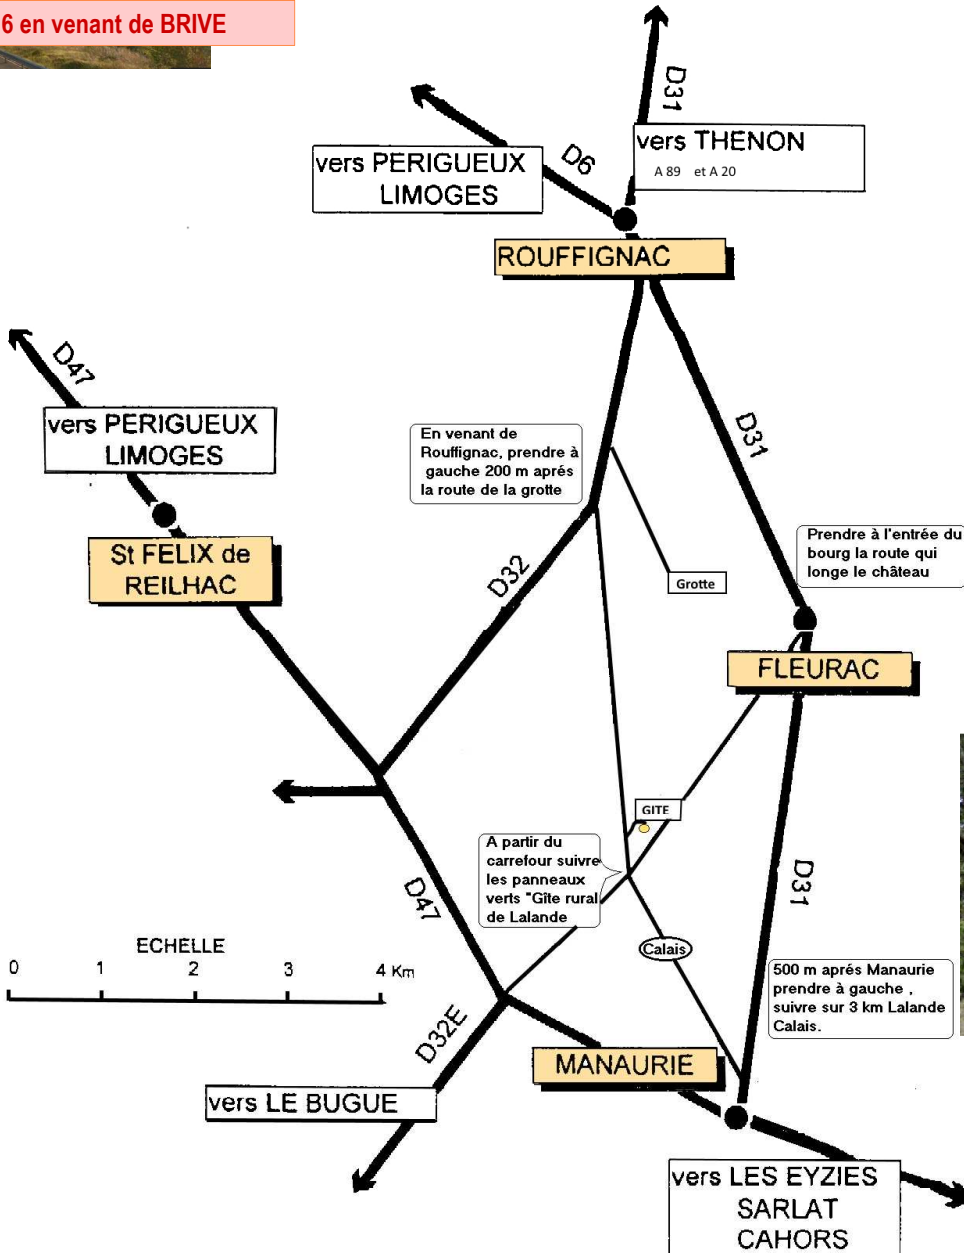 6 en venant de BRIVE
D31
vers THENON
A 89 et A 20
D6
vers PERIGUEUX
LIMOGES
ROUFFIGNAC
D47
vers PERIGUEUX
LIMOGES
En venant de
Rouffignac, prendre à
gauche 200 m aprés
la route de la grotte
D31
St FELIX de
REILHAC
D32
Grotte
Prendre à l'entrée du
bourg la route qui
longe le château
FLEURAC
GITE
A partir du
carrefour suivre
les panneaux
verts "Gîte rural
de Lalande
D47
D31
Calais
ECHELLE
0 1 2 3 4 Km
500 m aprés Manaurie
prendre à gauche ,
suivre sur 3 km Lalande
Calais.
D32E
MANAURIE
vers LE BUGUE
vers LES EYZIES
SARLAT
CAHORS